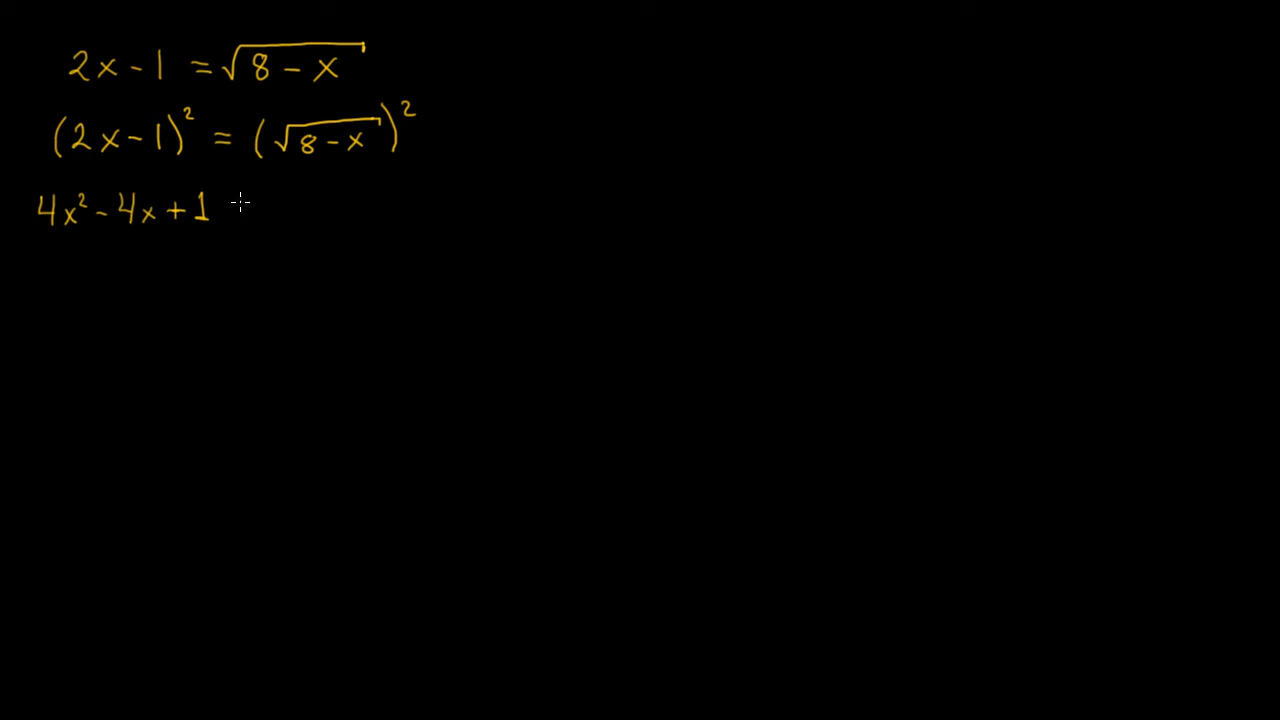 2x - 1 = √8 - x
(2x - 1)² = (√8 - x)²
4x² - 4x + 1